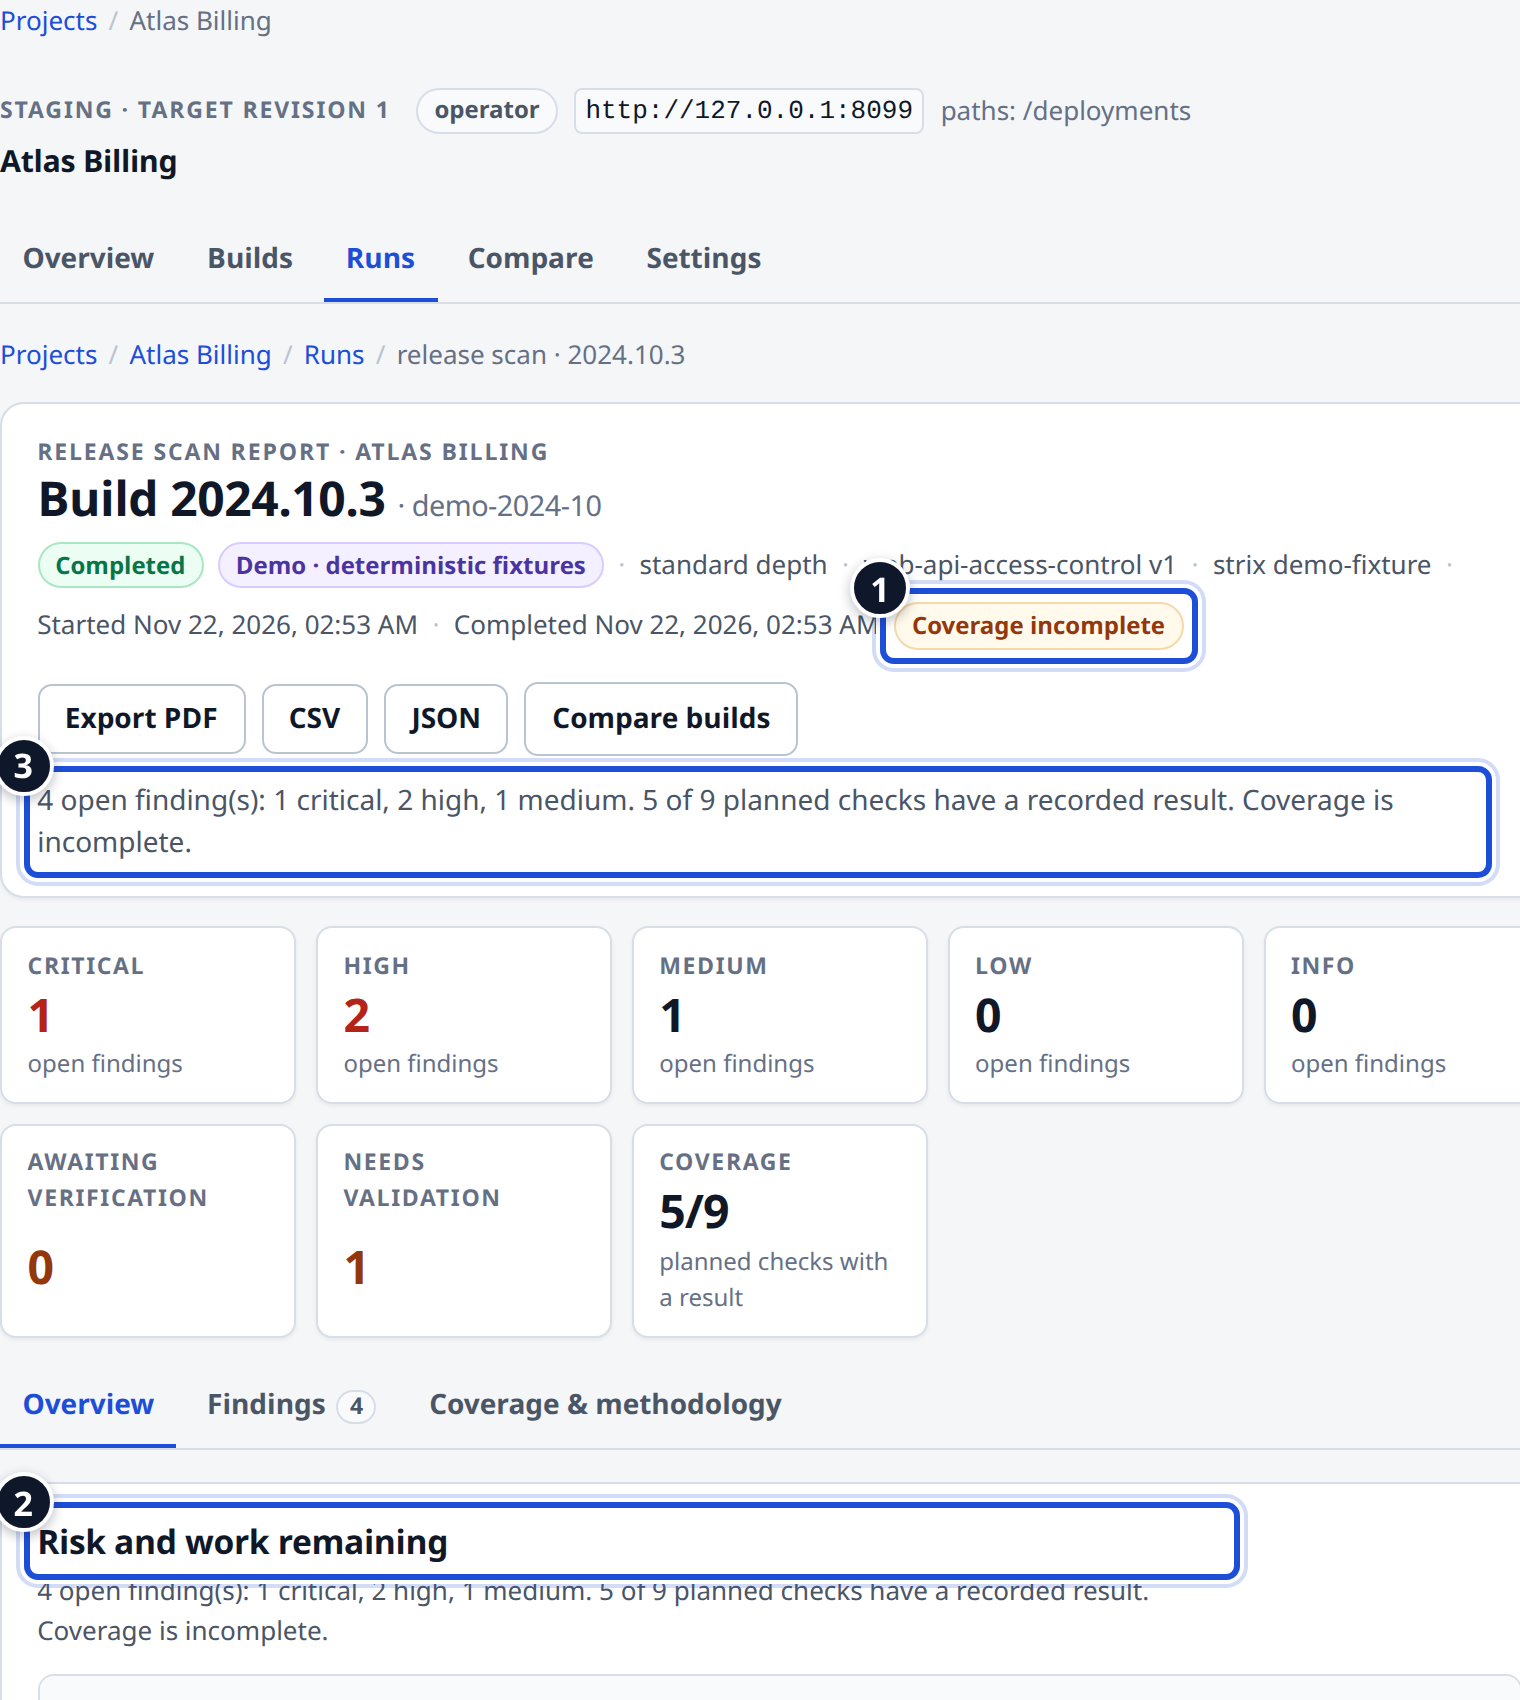 Projects / Atlas Billing
STAGING · TARGET REVISION 1 operator http://127.0.0.1:8099 paths: /deployments
Atlas Billing
Overview Builds Runs Compare Settings
Projects / Atlas Billing / Runs / release scan · 2024.10.3
RELEASE SCAN REPORT · ATLAS BILLING
Build 2024.10.3 · demo-2024-10
Completed Demo · deterministic fixtures · standard depth · v1 · strix demo-fixture ·
1
Started Nov 22, 2026, 02:53 AM · Completed Nov 22, 2026, 02:53 AM Coverage incomplete
Export PDF CSV JSON Compare builds
3
4 open finding(s): 1 critical, 2 high, 1 medium. 5 of 9 planned checks have a recorded result. Coverage is
incomplete.
CRITICAL HIGH MEDIUM LOW INFO
1 2 1 0 0
open findings open findings open findings open findings open findings
AWAITING VERIFICATION
0
NEEDS VALIDATION
1
COVERAGE
5/9
planned checks with
a result
Overview Findings 4 Coverage & methodology
2
Risk and work remaining
4 open finding(s): 1 critical, 2 high, 1 medium. 5 of 9 planned checks have a recorded result.
Coverage is incomplete.